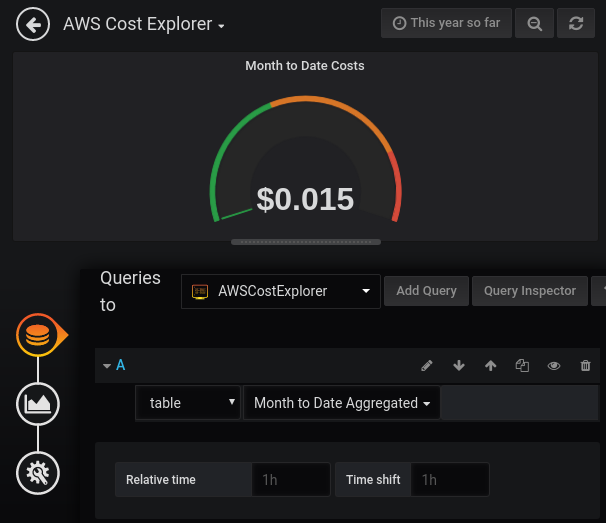 AWS Cost Explorer
This year so far
Month to Date Costs
$0.015
Queries to
AWSCostExplorer
Add Query
Query Inspector
A
table
Month to Date Aggregated
Relative time
1h
Time shift
1h